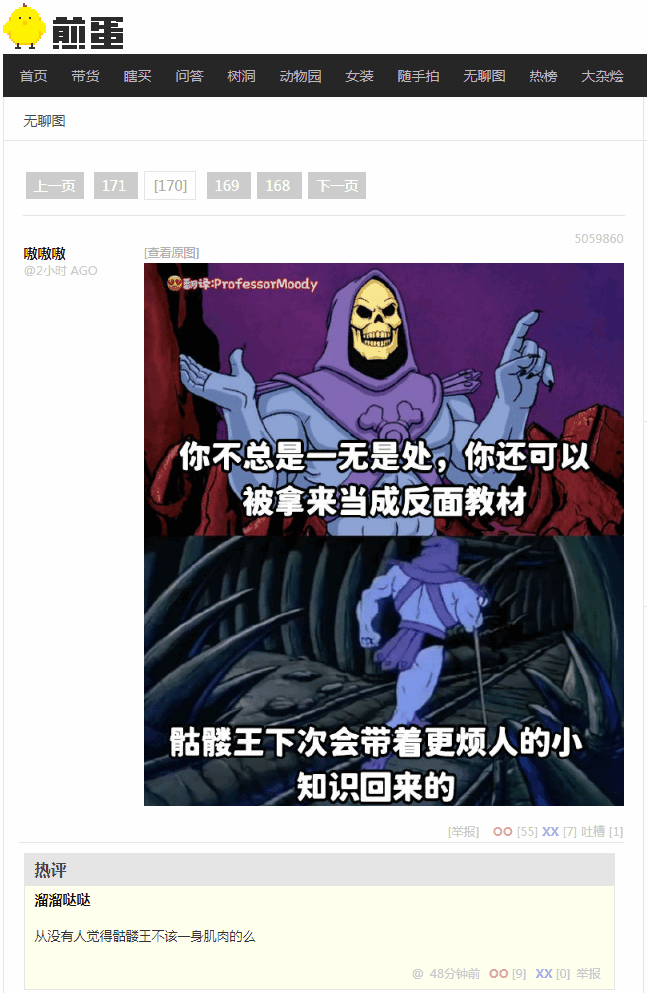 煎蛋
首页 带货 瞎买 问答 树洞 动物园 女装 随手拍 无聊图 热榜 大杂烩
无聊图
上一页 171 [170] 169 168 下一页
5059860
嗷嗷嗷
@2小时 AGO
[查看原图]
翻译:ProfessorMoody
你不总是一无是处，你还可以
被拿来当成反面教材
骷髅王下次会带着更烦人的小
知识回来的
[举报] OO [55] XX [7] 吐槽 [1]
热评
溜溜哒哒
从没有人觉得骷髅王不该一身肌肉的么
@ 48分钟前 OO [9] XX [0] 举报